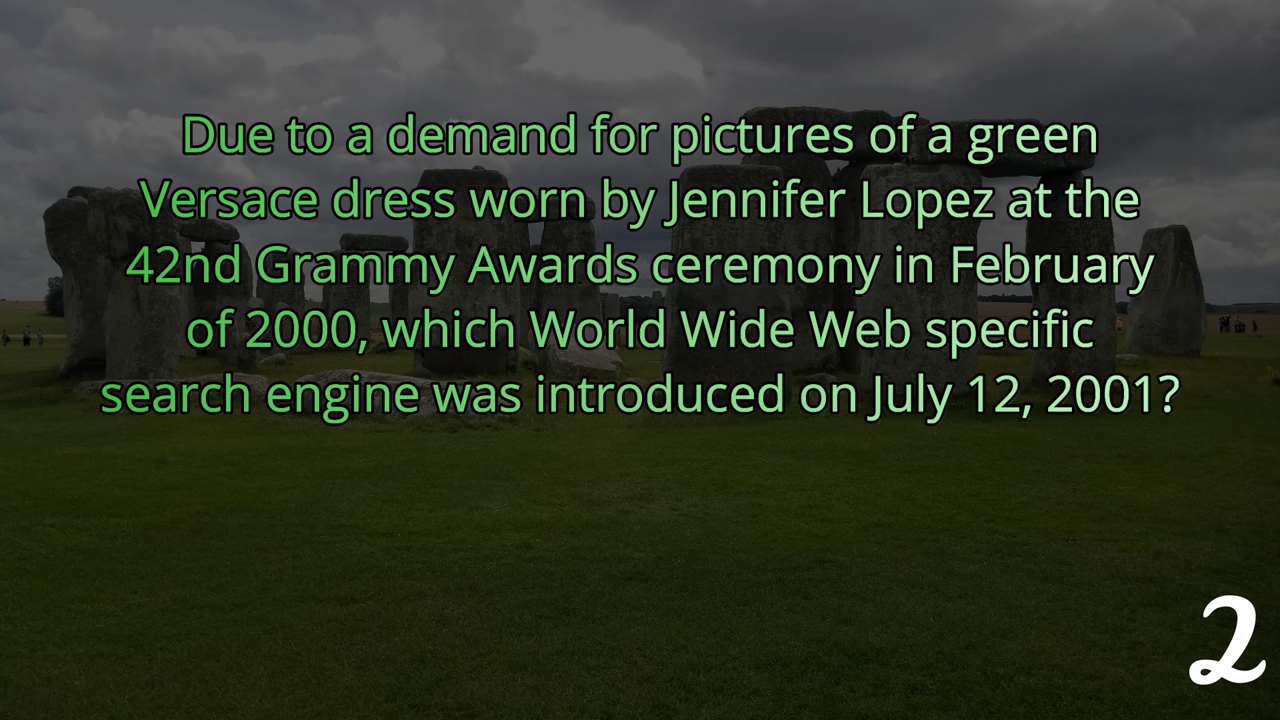 Due to a demand for pictures of a green
Versace dress worn by Jennifer Lopez at the
42nd Grammy Awards ceremony in February
of 2000, which World Wide Web specific
search engine was introduced on July 12, 2001?
2